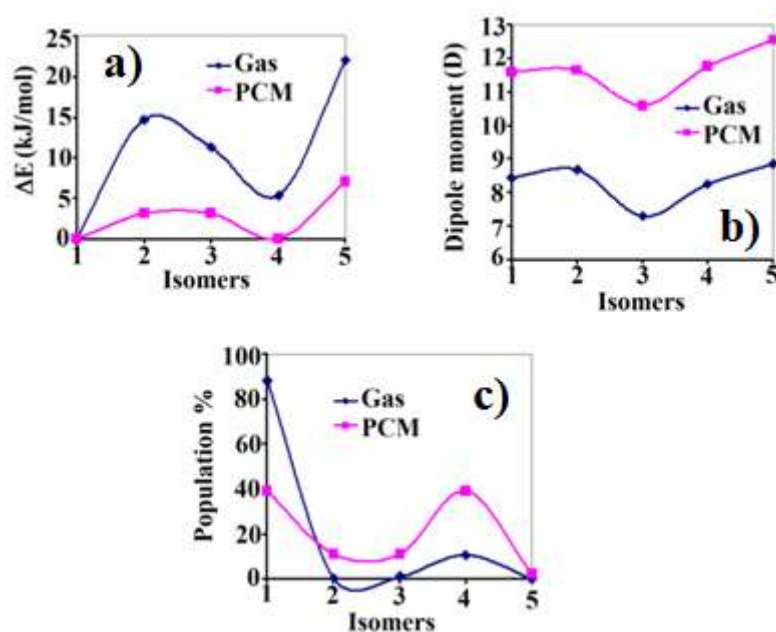 a)
Gas
PCM
ΔE (kJ/mol)
25
20
15
10
5
0
1 2 3 4 5
Isomers
b)
Gas
PCM
Dipole moment (D)
13
12
11
10
9
8
7
6
1 2 3 4 5
Isomers
c)
Gas
PCM
Population %
100
80
60
40
20
0
1 2 3 4 5
Isomers